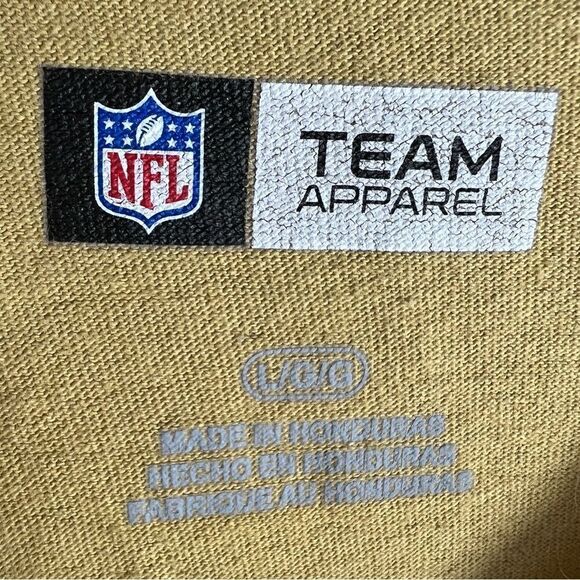 NFL
TEAM
APPAREL
L/G/G
MADE IN HONDURAS
HECHO EN HONDURAS
FABRIQUE AU HONDURAS